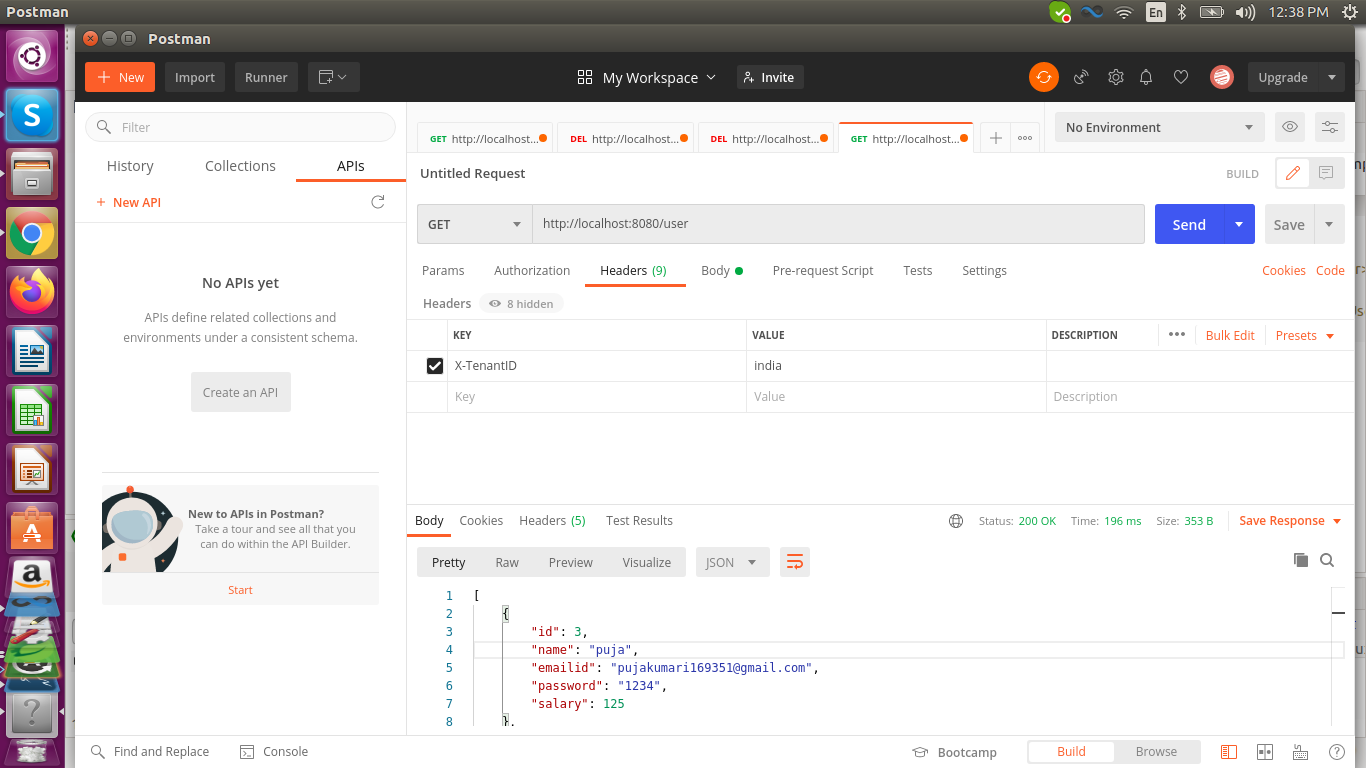 Postman
En
12:38 PM
Postman
New
Import
Runner
My Workspace
Invite
Upgrade
Filter
GET http://localhost...
DEL http://localhost...
DEL http://localhost...
GET http://localhost...
No Environment
History
Collections
APIs
Untitled Request
BUILD
+ New API
GET
http://localhost:8080/user
Send
Save
Params
Authorization
Headers (9)
Body
Pre-request Script
Tests
Settings
Cookies
Code
No APIs yet
APIs define related collections and
environments under a consistent schema.
Create an API
Headers
8 hidden
KEY
VALUE
DESCRIPTION
Bulk Edit
Presets
X-TenantID
india
Key
Value
Description
New to APIs in Postman?
Take a tour and see all that you
can do within the API Builder.
Start
Body
Cookies
Headers (5)
Test Results
Status: 200 OK
Time: 196 ms
Size: 353 B
Save Response
Pretty
Raw
Preview
Visualize
JSON
1 [
2 {
3 "id": 3,
4 "name": "puja",
5 "emailid": "pujakumari169351@gmail.com",
6 "password": "1234",
7 "salary": 125
8 },
Find and Replace
Console
Bootcamp
Build
Browse